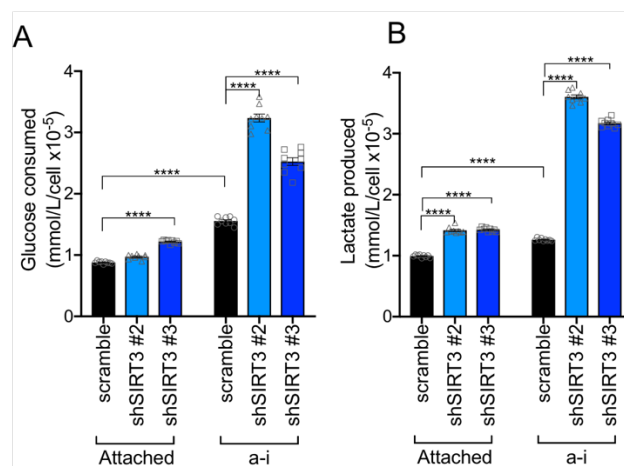 A
Glucose consumed
(mmol/L/cell x10⁻⁵)
4
3
2
1
0
****
****
****
****
scramble
shSIRT3 #2
shSIRT3 #3
scramble
shSIRT3 #2
shSIRT3 #3
Attached
a-i
B
Lactate produced
(mmol/L/cell x10⁻⁵)
4
3
2
1
0
****
****
****
****
****
scramble
shSIRT3 #2
shSIRT3 #3
scramble
shSIRT3 #2
shSIRT3 #3
Attached
a-i